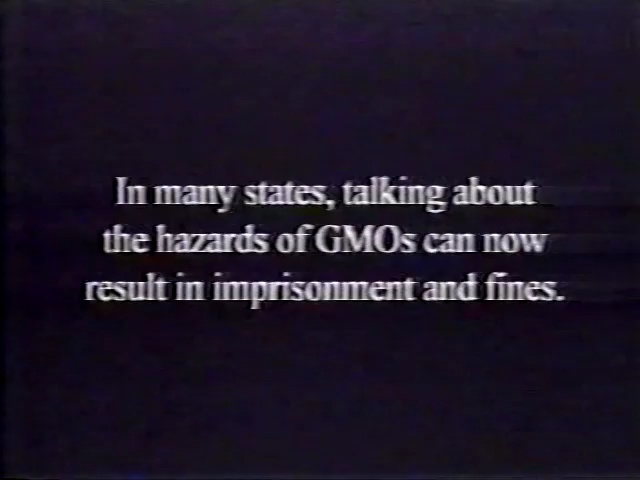 In many states, talking about
the hazards of GMOs can now
result in imprisonment and fines.